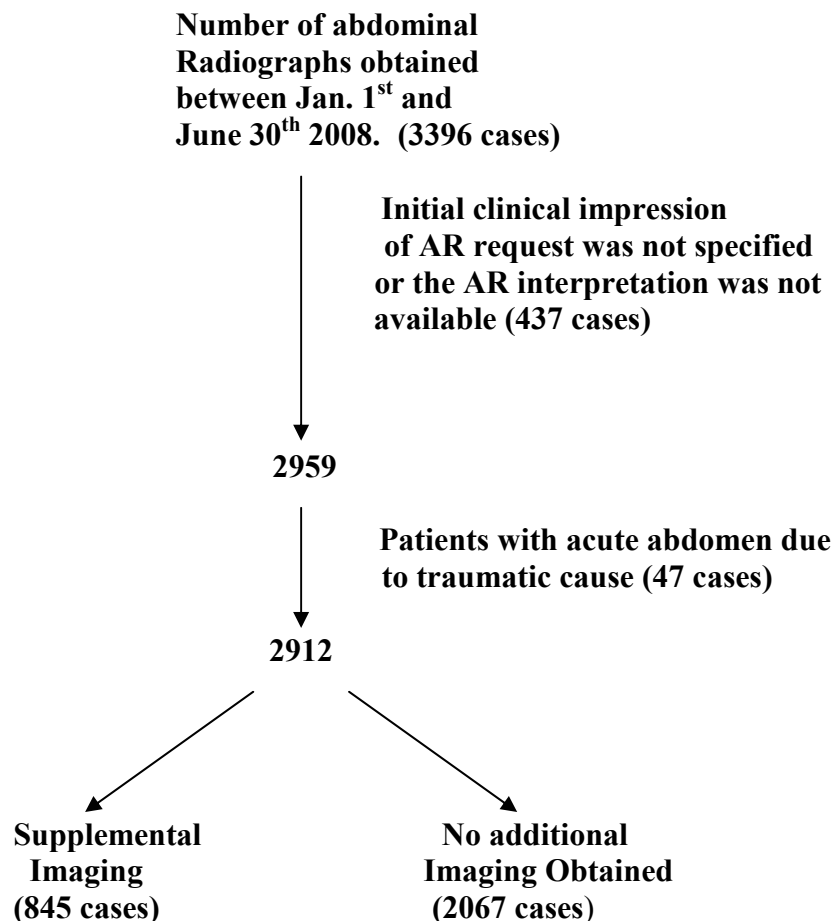 Number of abdominal
Radiographs obtained
between Jan. 1st and
June 30th 2008. (3396 cases)
Initial clinical impression
of AR request was not specified
or the AR interpretation was not
available (437 cases)
2959
Patients with acute abdomen due
to traumatic cause (47 cases)
2912
Supplemental
Imaging
(845 cases)
No additional
Imaging Obtained
(2067 cases)